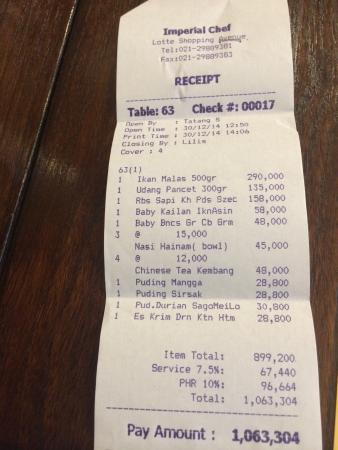 Imperial Chef
Lotte Shopping Avenue
Tel:021-29889381
Fax:021-29889383
RECEIPT
Table: 63 Check #: 00017
Open By : Tatang S
Open Time : 30/12/14 12:50
Print Time : 30/12/14 14:06
Closing By : Lilis
Cover : 4
63(1)
1 Ikan Malas 500gr 290,000
1 Udang Pancet 300gr 135,000
1 Rbs Sapi Kh Pds Szec 158,000
1 Baby Kailan IknAsin 58,000
1 Baby Bncs Gr Cb Grm 48,000
3 @ 15,000
Nasi Hainam( bowl) 45,000
4 @ 12,000
Chinese Tea Kembang 48,000
1 Puding Mangga 28,800
1 Puding Sirsak 28,800
1 Pud.Durian SagoMeiLo 30,800
1 Es Krim Drn Ktn Htm 28,800
Item Total: 899,200
Service 7.5%: 67,440
PHR 10%: 96,664
Total: 1,063,304
Pay Amount : 1,063,304